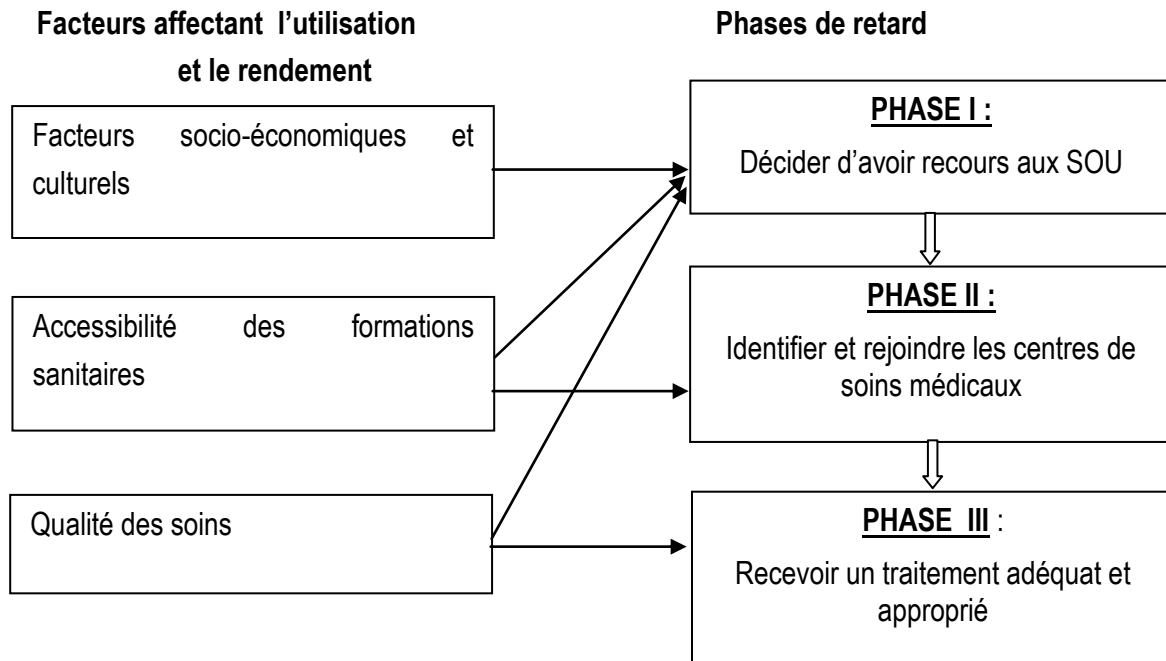 Facteurs affectant l’utilisation
et le rendement
Phases de retard
Facteurs socio-économiques et
culturels
Accessibilité des formations
sanitaires
Qualité des soins
PHASE I :
Décider d’avoir recours aux SOU
PHASE II :
Identifier et rejoindre les centres de
soins médicaux
PHASE III :
Recevoir un traitement adéquat et
approprié